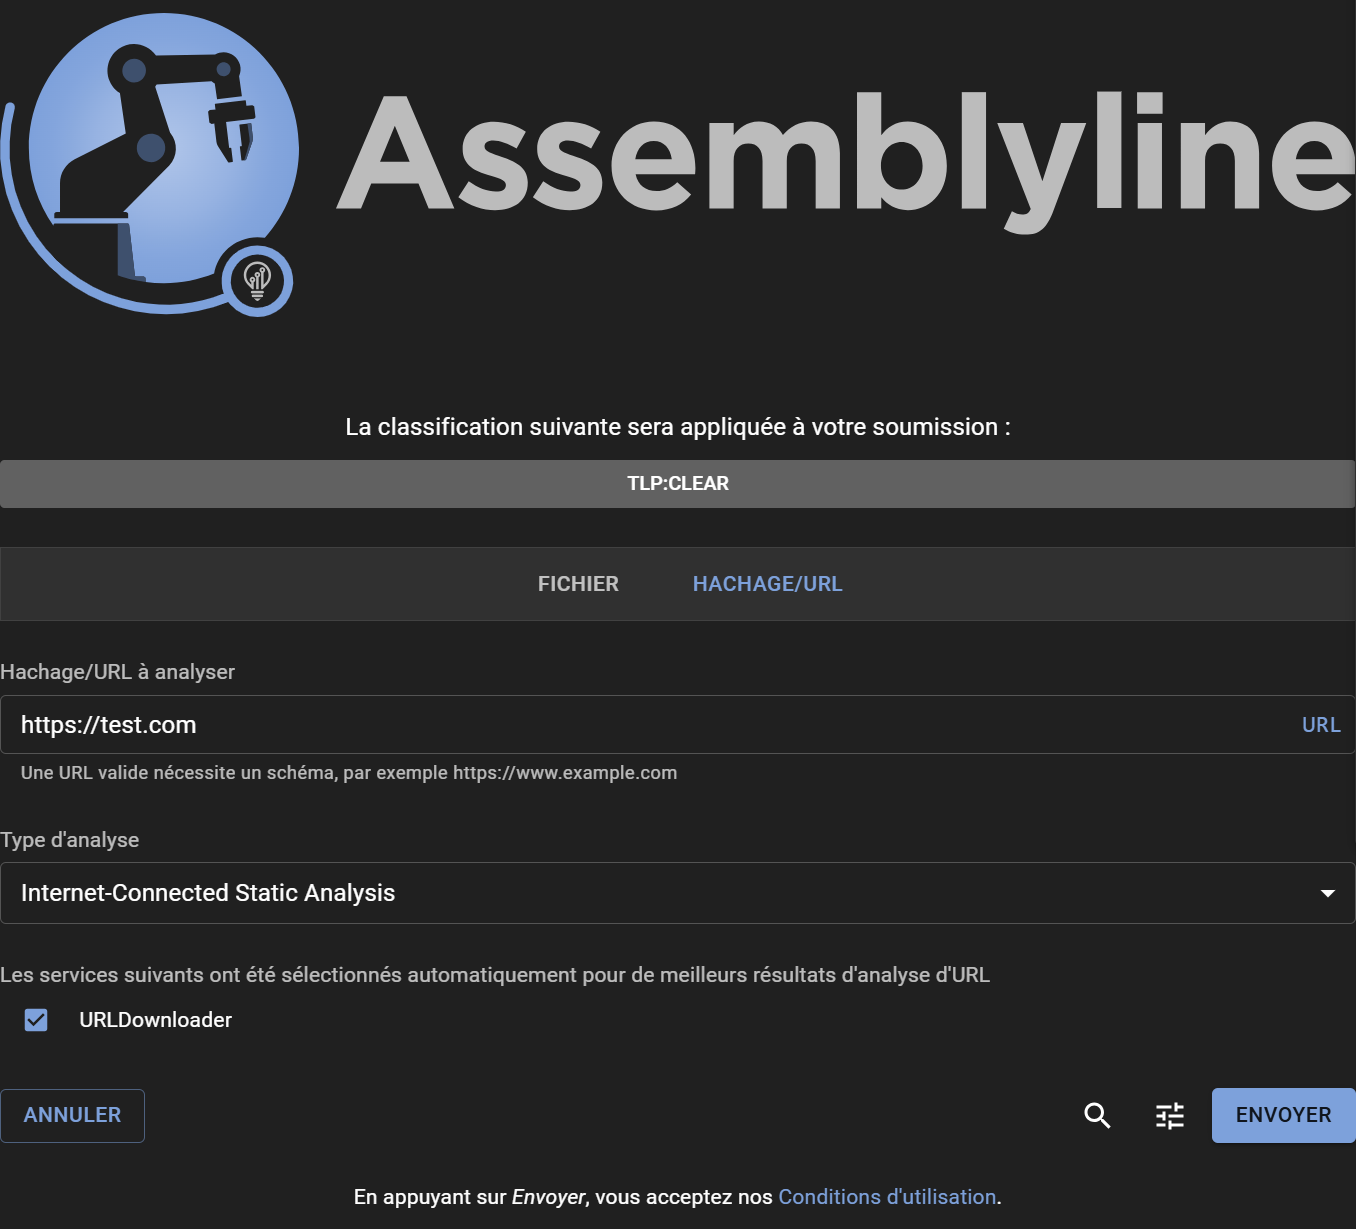 Assemblyline
La classification suivante sera appliquée à votre soumission :
TLP:CLEAR
FICHIER HACHAGE/URL
Hachage/URL à analyser
https://test.com URL
Une URL valide nécessite un schéma, par exemple https://www.example.com
Type d'analyse
Internet-Connected Static Analysis
Les services suivants ont été sélectionnés automatiquement pour de meilleurs résultats d'analyse d'URL
URLDownloader
ANNULER ENVOYER
En appuyant sur Envoyer, vous acceptez nos Conditions d'utilisation.